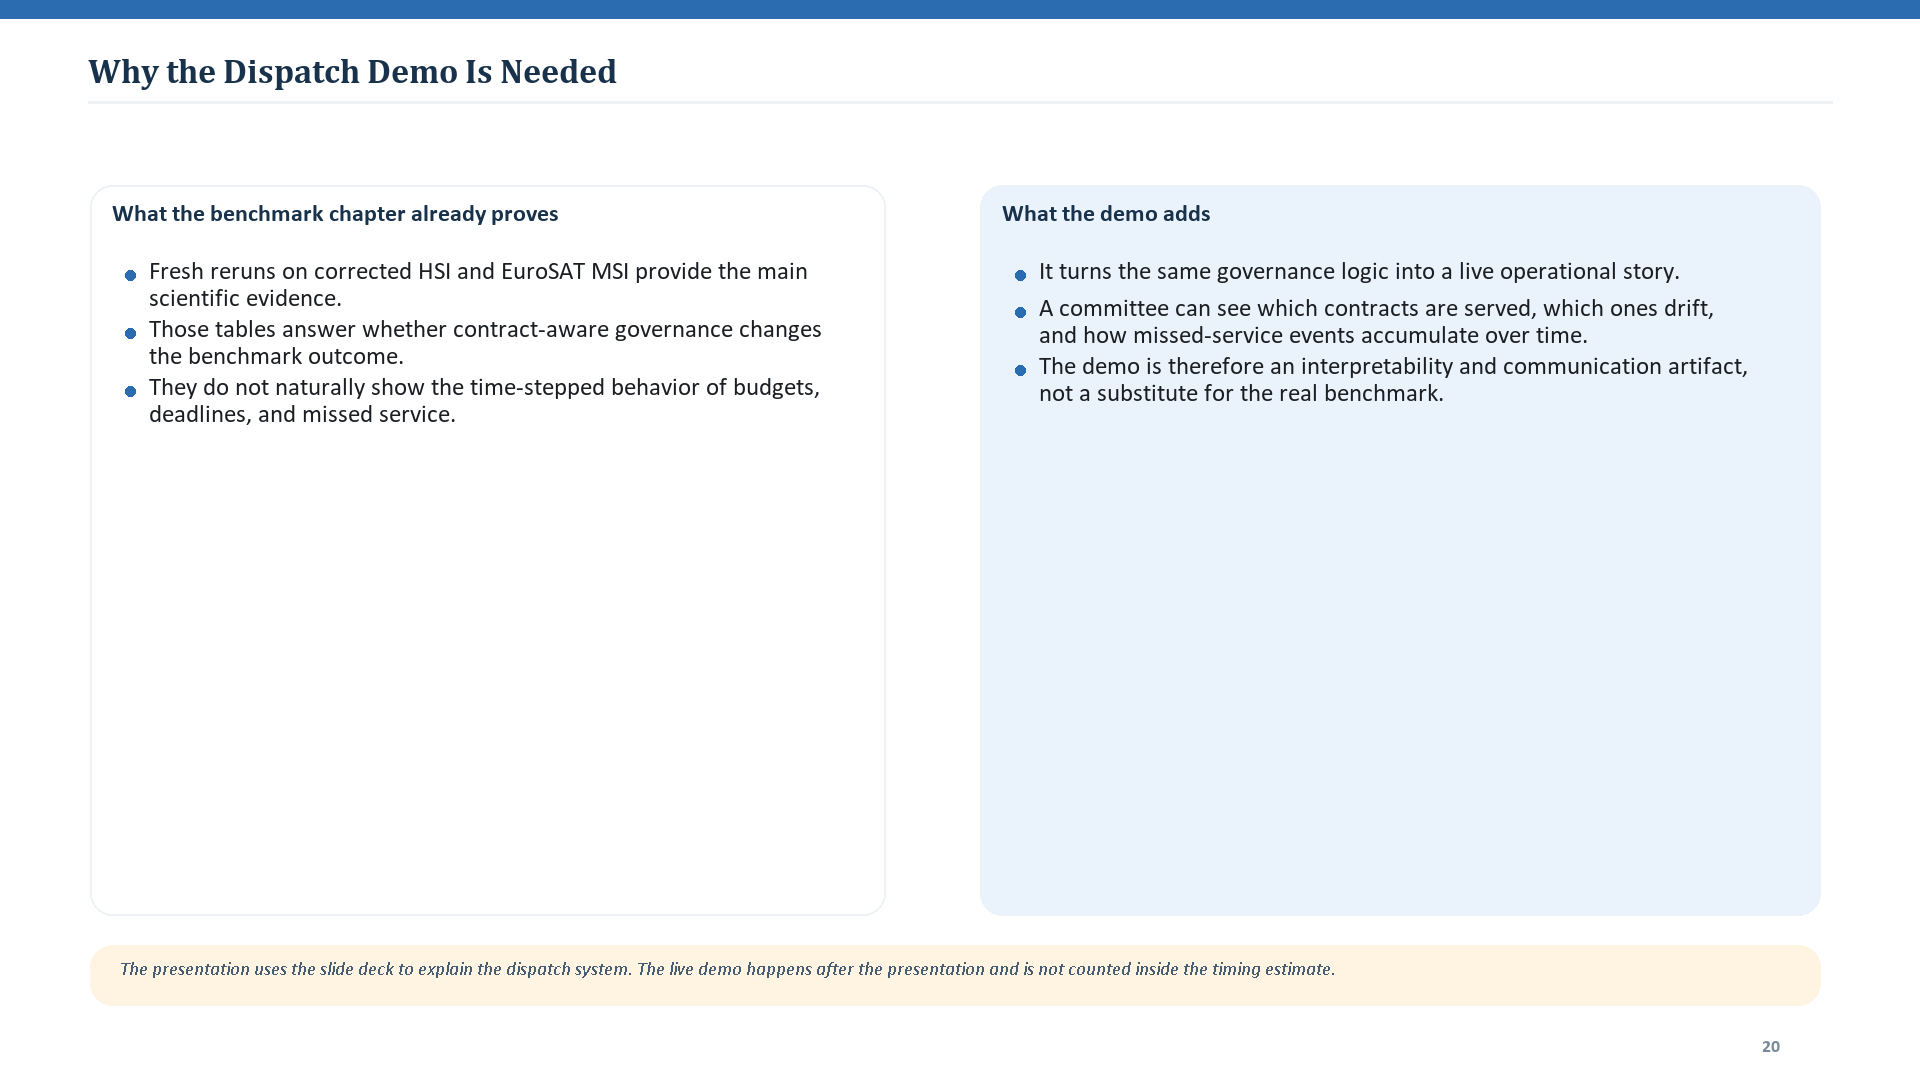 Why the Dispatch Demo Is Needed
What the benchmark chapter already proves
Fresh reruns on corrected HSI and EuroSAT MSI provide the main
scientific evidence.
Those tables answer whether contract-aware governance changes
the benchmark outcome.
They do not naturally show the time-stepped behavior of budgets,
deadlines, and missed service.
What the demo adds
It turns the same governance logic into a live operational story.
A committee can see which contracts are served, which ones drift,
and how missed-service events accumulate over time.
The demo is therefore an interpretability and communication artifact,
not a substitute for the real benchmark.
The presentation uses the slide deck to explain the dispatch system. The live demo happens after the presentation and is not counted inside the timing estimate.
20